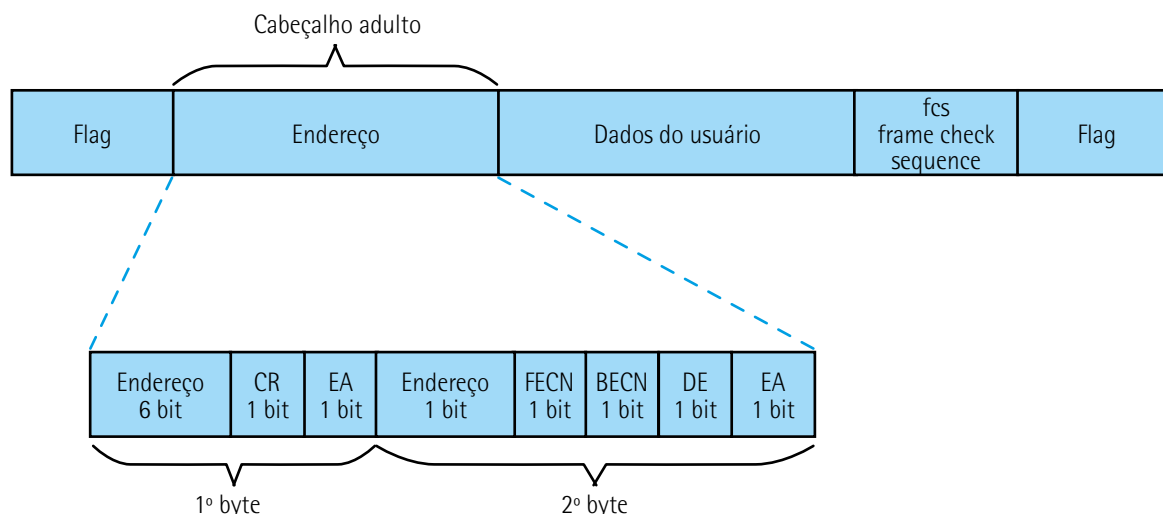 Cabeçalho adulto
Flag
Endereço
Dados do usuário
fcs
frame check
sequence
Flag
Endereço
6 bit
CR
1 bit
EA
1 bit
Endereço
1 bit
FECN
1 bit
BECN
1 bit
DE
1 bit
EA
1 bit
1º byte
2º byte